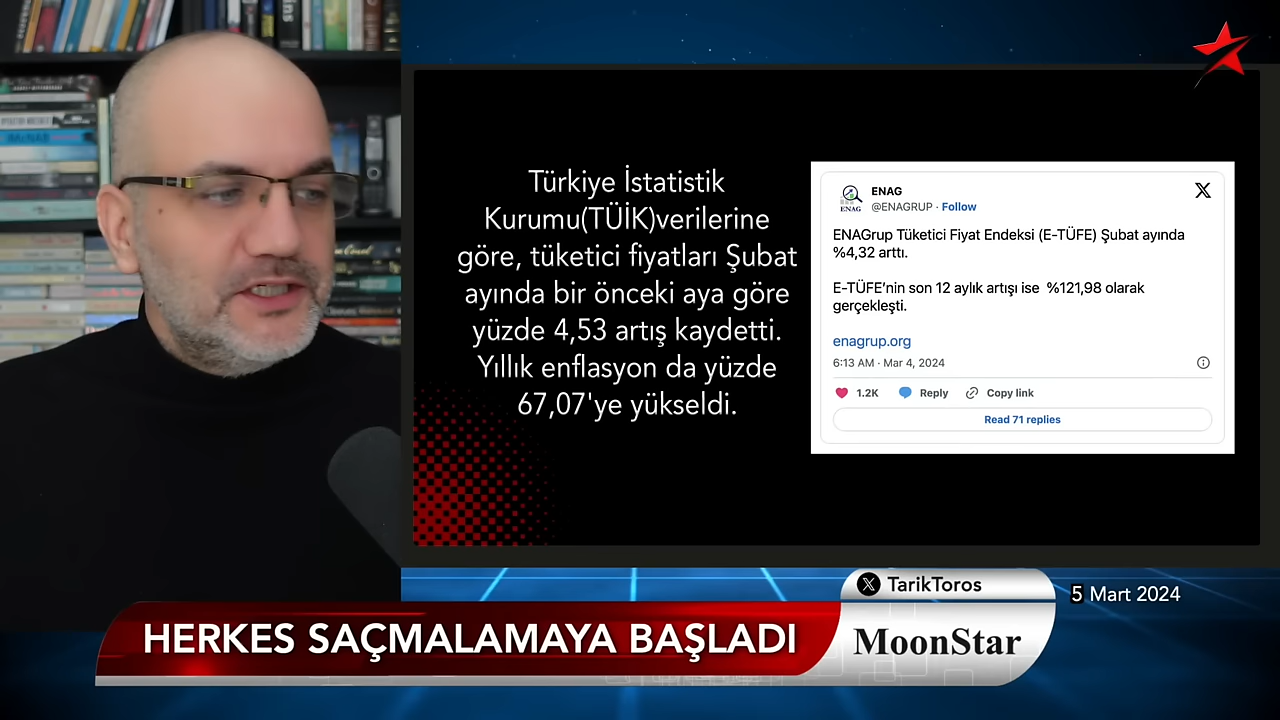 Türkiye İstatistik
Kurumu(TÜİK)verilerine
göre, tüketici fiyatları Şubat
ayında bir önceki aya göre
yüzde 4,53 artış kaydetti.
Yıllık enflasyon da yüzde
67,07'ye yükseldi.
ENAG
@ENAGRUP · Follow
ENAG
ENAGrup Tüketici Fiyat Endeksi (E-TÜFE) Şubat ayında
%4,32 arttı.
E-TÜFE'nin son 12 aylık artışı ise %121,98 olarak
gerçekleşti.
enagrup.org
6:13 AM · Mar 4, 2024
1.2K Reply Copy link
Read 71 replies
TarikToros
5 Mart 2024
HERKES SAÇMALAMAYA BAŞLADI
MoonStar